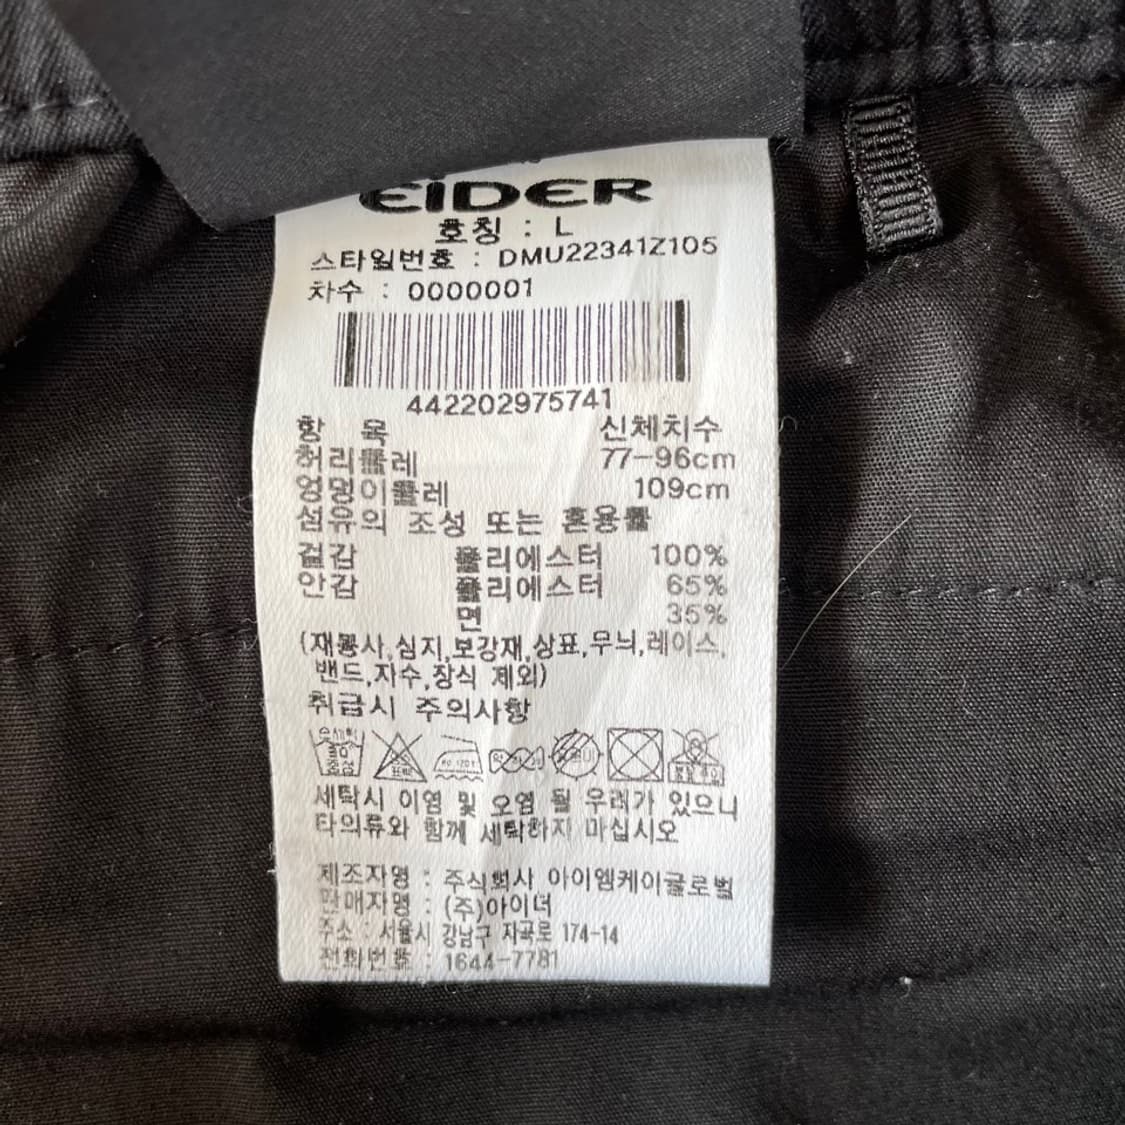 EIDER
호칭 : L
스타일번호 : DMU22341Z105
차수 : 0000001
442202975741
항 목 신체치수
허리둘레 77-96cm
엉덩이둘레 109cm
섬유의 조성 또는 혼용률
겉감 폴리에스터 100%
안감 폴리에스터 65%
면 35%
(재봉사,심지,보강재,상표,무늬,레이스,
밴드,자수,장식 제외)
취급시 주의사항
손세탁 30 중성
표백
세탁시 이염 및 오염 될 우려가 있으니
타의류와 함께 세탁하지 마십시오
제조자명 : 주식회사 아이엠케이글로벌
판매자명 : (주)아이더
주소 : 서울시 강남구 자곡로 174-14
전화번호 : 1644-7781